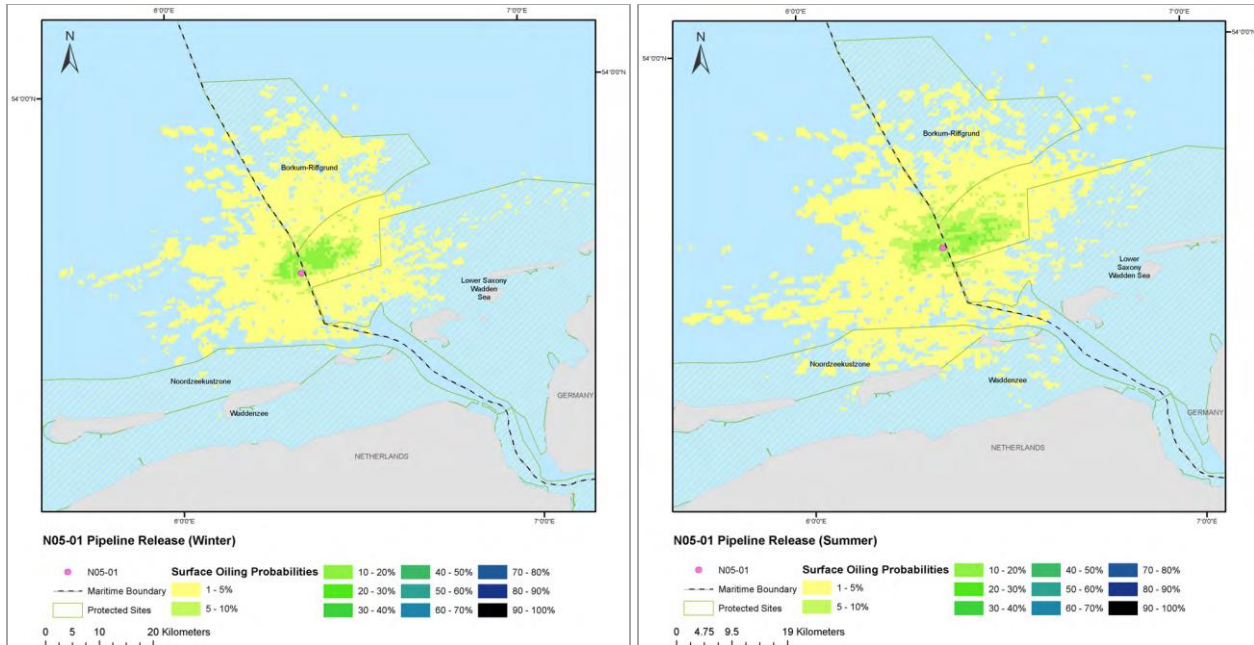 6°0'0"E
7°0'0"E
N
54°0'0"N
54°0'0"N
Borkum-Riffgrund
Lower Saxony
Wadden
Sea
Noordzeekustzone
Waddenzee
GERMANY
NETHERLANDS
6°0'0"E
7°0'0"E
N05-01 Pipeline Release (Winter)
N05-01
Maritime Boundary
Protected Sites
0 5 10 20 Kilometers
Surface Oiling Probabilities
1 - 5%
5 - 10%
10 - 20%
20 - 30%
30 - 40%
40 - 50%
50 - 60%
60 - 70%
70 - 80%
80 - 90%
90 - 100%
6°0'0"E
7°0'0"E
N
54°0'0"N
54°0'0"N
Borkum-Riffgrund
Lower
Saxony
Wadden Sea
Noordzeekustzone
Waddenzee
GERMANY
NETHERLANDS
6°0'0"E
7°0'0"E
N05-01 Pipeline Release (Summer)
N05-01
Maritime Boundary
Protected Sites
0 4.75 9.5 19 Kilometers
Surface Oiling Probabilities
1 - 5%
5 - 10%
10 - 20%
20 - 30%
30 - 40%
40 - 50%
50 - 60%
60 - 70%
70 - 80%
80 - 90%
90 - 100%